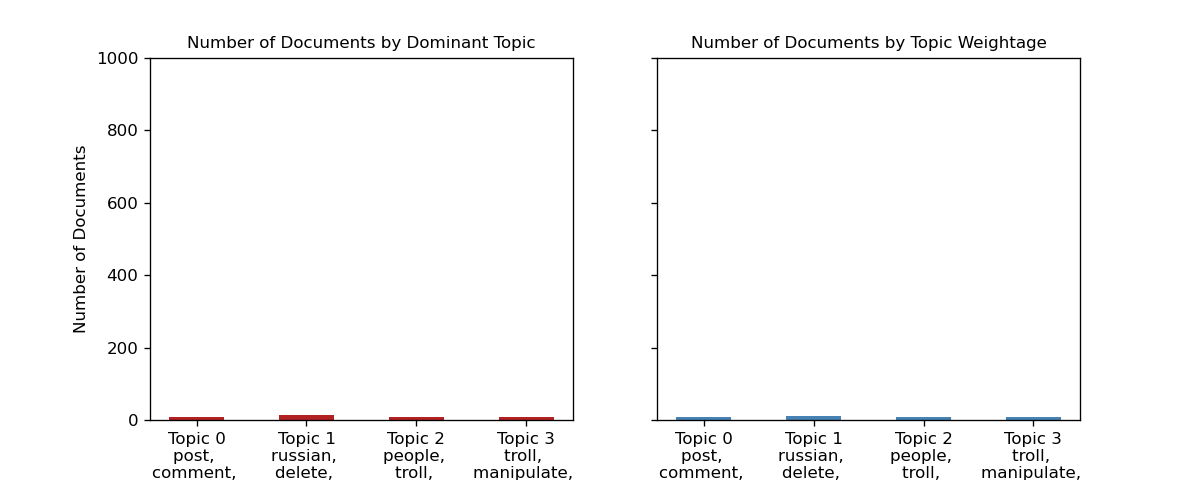 Number of Documents by Dominant Topic
Number of Documents
1000
800
600
400
200
0
Topic 0
post,
comment,
Topic 1
russian,
delete,
Topic 2
people,
troll,
Topic 3
troll,
manipulate,
Number of Documents by Topic Weightage
Topic 0
post,
comment,
Topic 1
russian,
delete,
Topic 2
people,
troll,
Topic 3
troll,
manipulate,